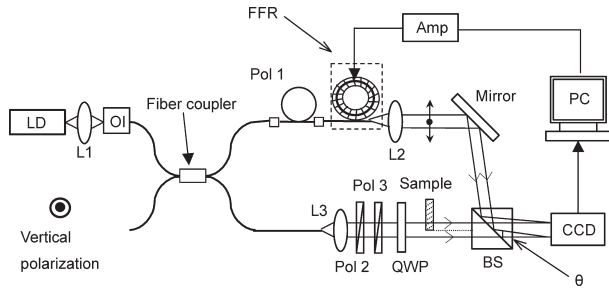 FFR
Amp
Pol 1
Fiber coupler
Mirror
PC
LD
OI
L1
L2
Pol 3
Sample
L3
CCD
Vertical
polarization
Pol 2
QWP
BS
θ